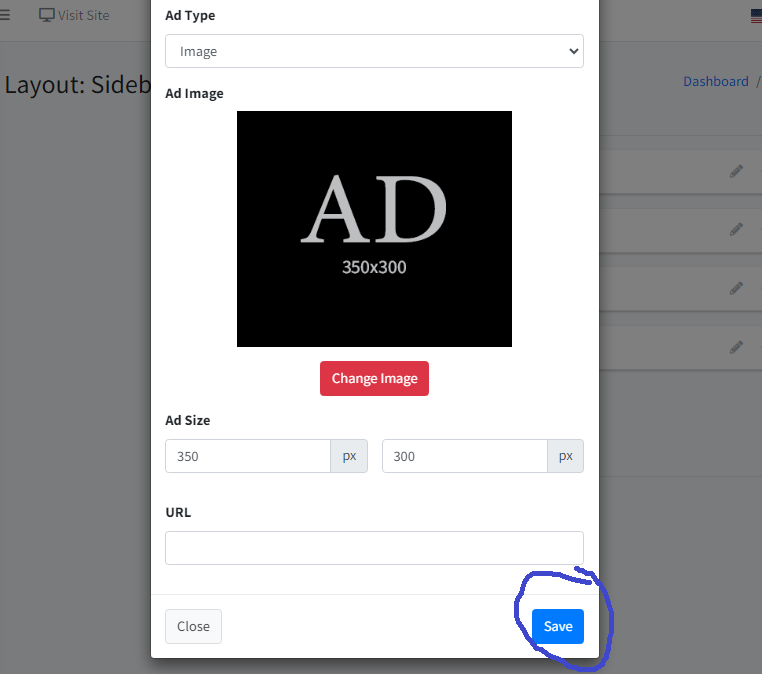 Visit Site
Ad Type
Image
Layout: Sideb
Dashboard /
Ad Image
AD
350x300
Change Image
Ad Size
350 px 300 px
URL
Close Save